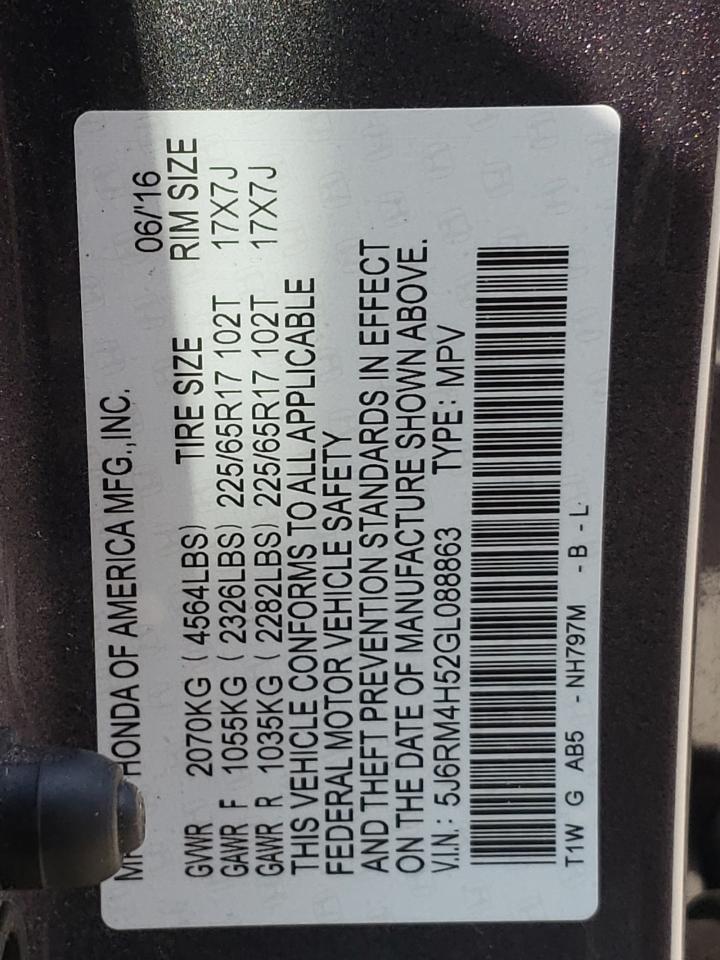 HONDA OF AMERICA MFG.,INC. 06/'16
TIRE SIZE RIM SIZE
GVWR 2070KG ( 4564LBS)
GAWR F 1055KG ( 2326LBS) 225/65R17 102T 17X7J
GAWR R 1035KG ( 2282LBS) 225/65R17 102T 17X7J
THIS VEHICLE CONFORMS TO ALL APPLICABLE
FEDERAL MOTOR VEHICLE SAFETY
AND THEFT PREVENTION STANDARDS IN EFFECT
ON THE DATE OF MANUFACTURE SHOWN ABOVE.
V.I.N.: 5J6RM4H52GL088863 TYPE: MPV
T1W G AB5 - NH797M - B - L